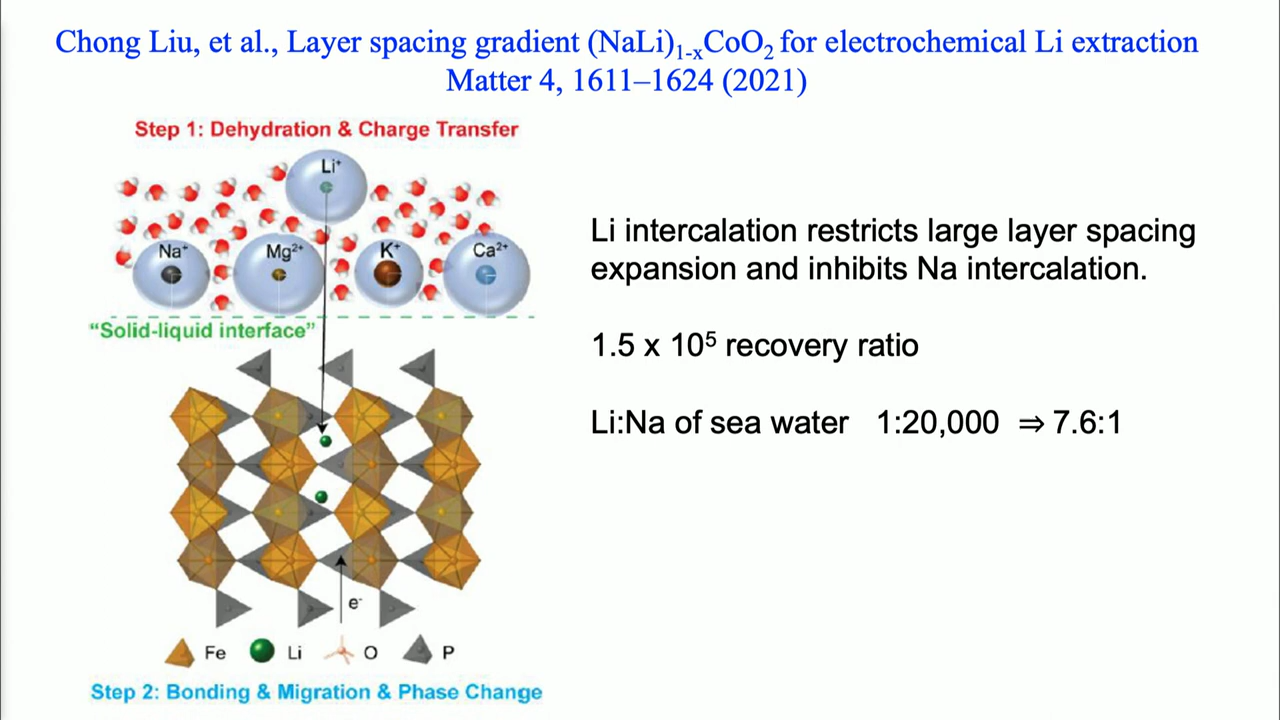 Chong Liu, et al., Layer spacing gradient (NaLi)₁₋ₓCoO₂ for electrochemical Li extraction
Matter 4, 1611–1624 (2021)
Step 1: Dehydration & Charge Transfer
Li⁺
Na⁺ Mg²⁺ K⁺ Ca²⁺
“Solid-liquid interface”
e⁻
Fe Li O P
Step 2: Bonding & Migration & Phase Change
Li intercalation restricts large layer spacing
expansion and inhibits Na intercalation.
1.5 x 10⁵ recovery ratio
Li:Na of sea water 1:20,000 ⇒ 7.6:1